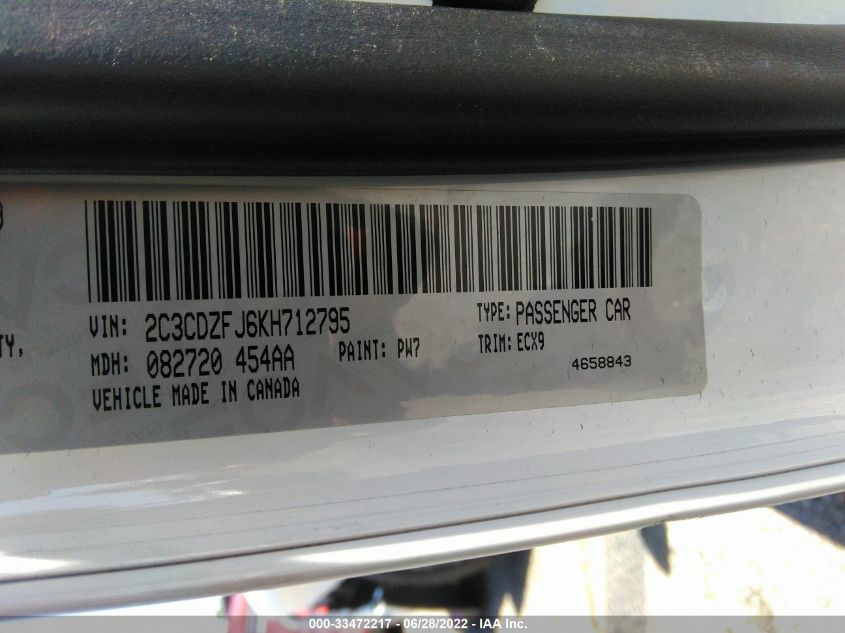 VIN: 2C3CDZFJ6KH712795
TYPE: PASSENGER CAR
TY,
MDH: 082720 454AA
PAINT: PW7
TRIM: ECX9
4658843
VEHICLE MADE IN CANADA
000-33472217 - 06/28/2022 - IAA Inc.